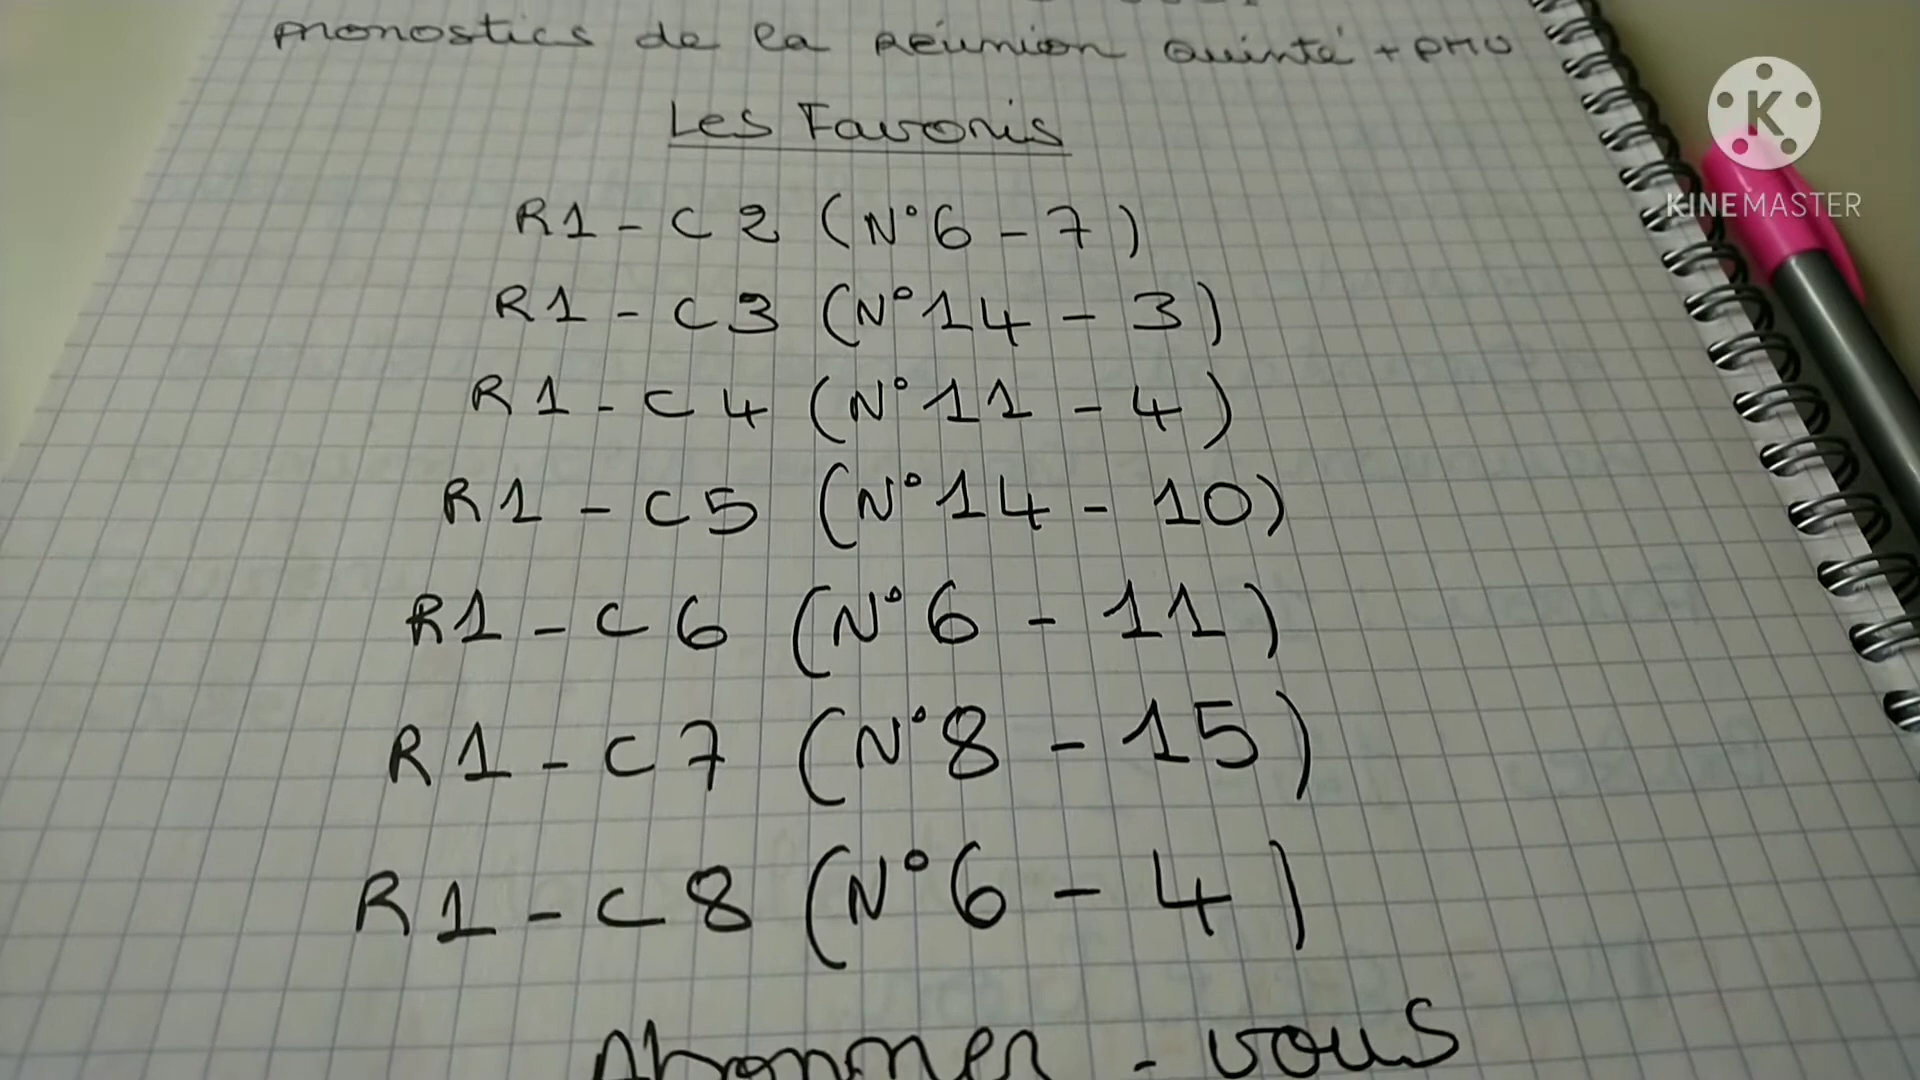 pronostics de la Réunion Quinté + PMU
Les Favoris
R1 - C2 (N°6 - 7)
R1 - C3 (N°14 - 3)
R1 - C4 (N°11 - 4)
R1 - C5 (N°14 - 10)
R1 - C6 (N°6 - 11)
R1 - C7 (N°8 - 15)
R1 - C8 (N°6 - 4)
Abonner - vous
K
KINEMASTER